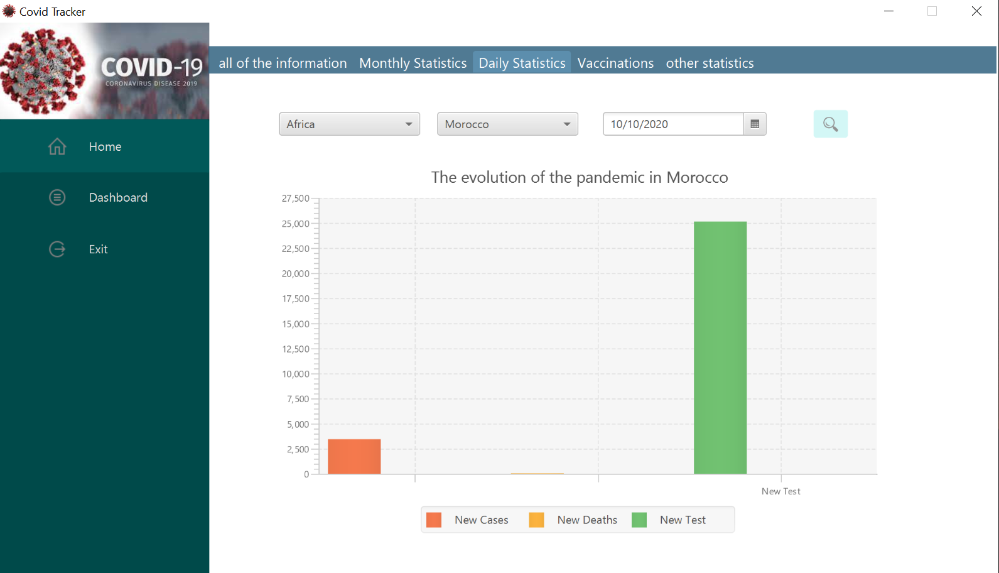 Covid Tracker
COVID-19
CORONAVIRUS DISEASE 2019
all of the information Monthly Statistics Daily Statistics Vaccinations other statistics
Home
Dashboard
Exit
Africa Morocco 10/10/2020
The evolution of the pandemic in Morocco
27,500
25,000
22,500
20,000
17,500
15,000
12,500
10,000
7,500
5,000
2,500
0
New Test
New Cases New Deaths New Test